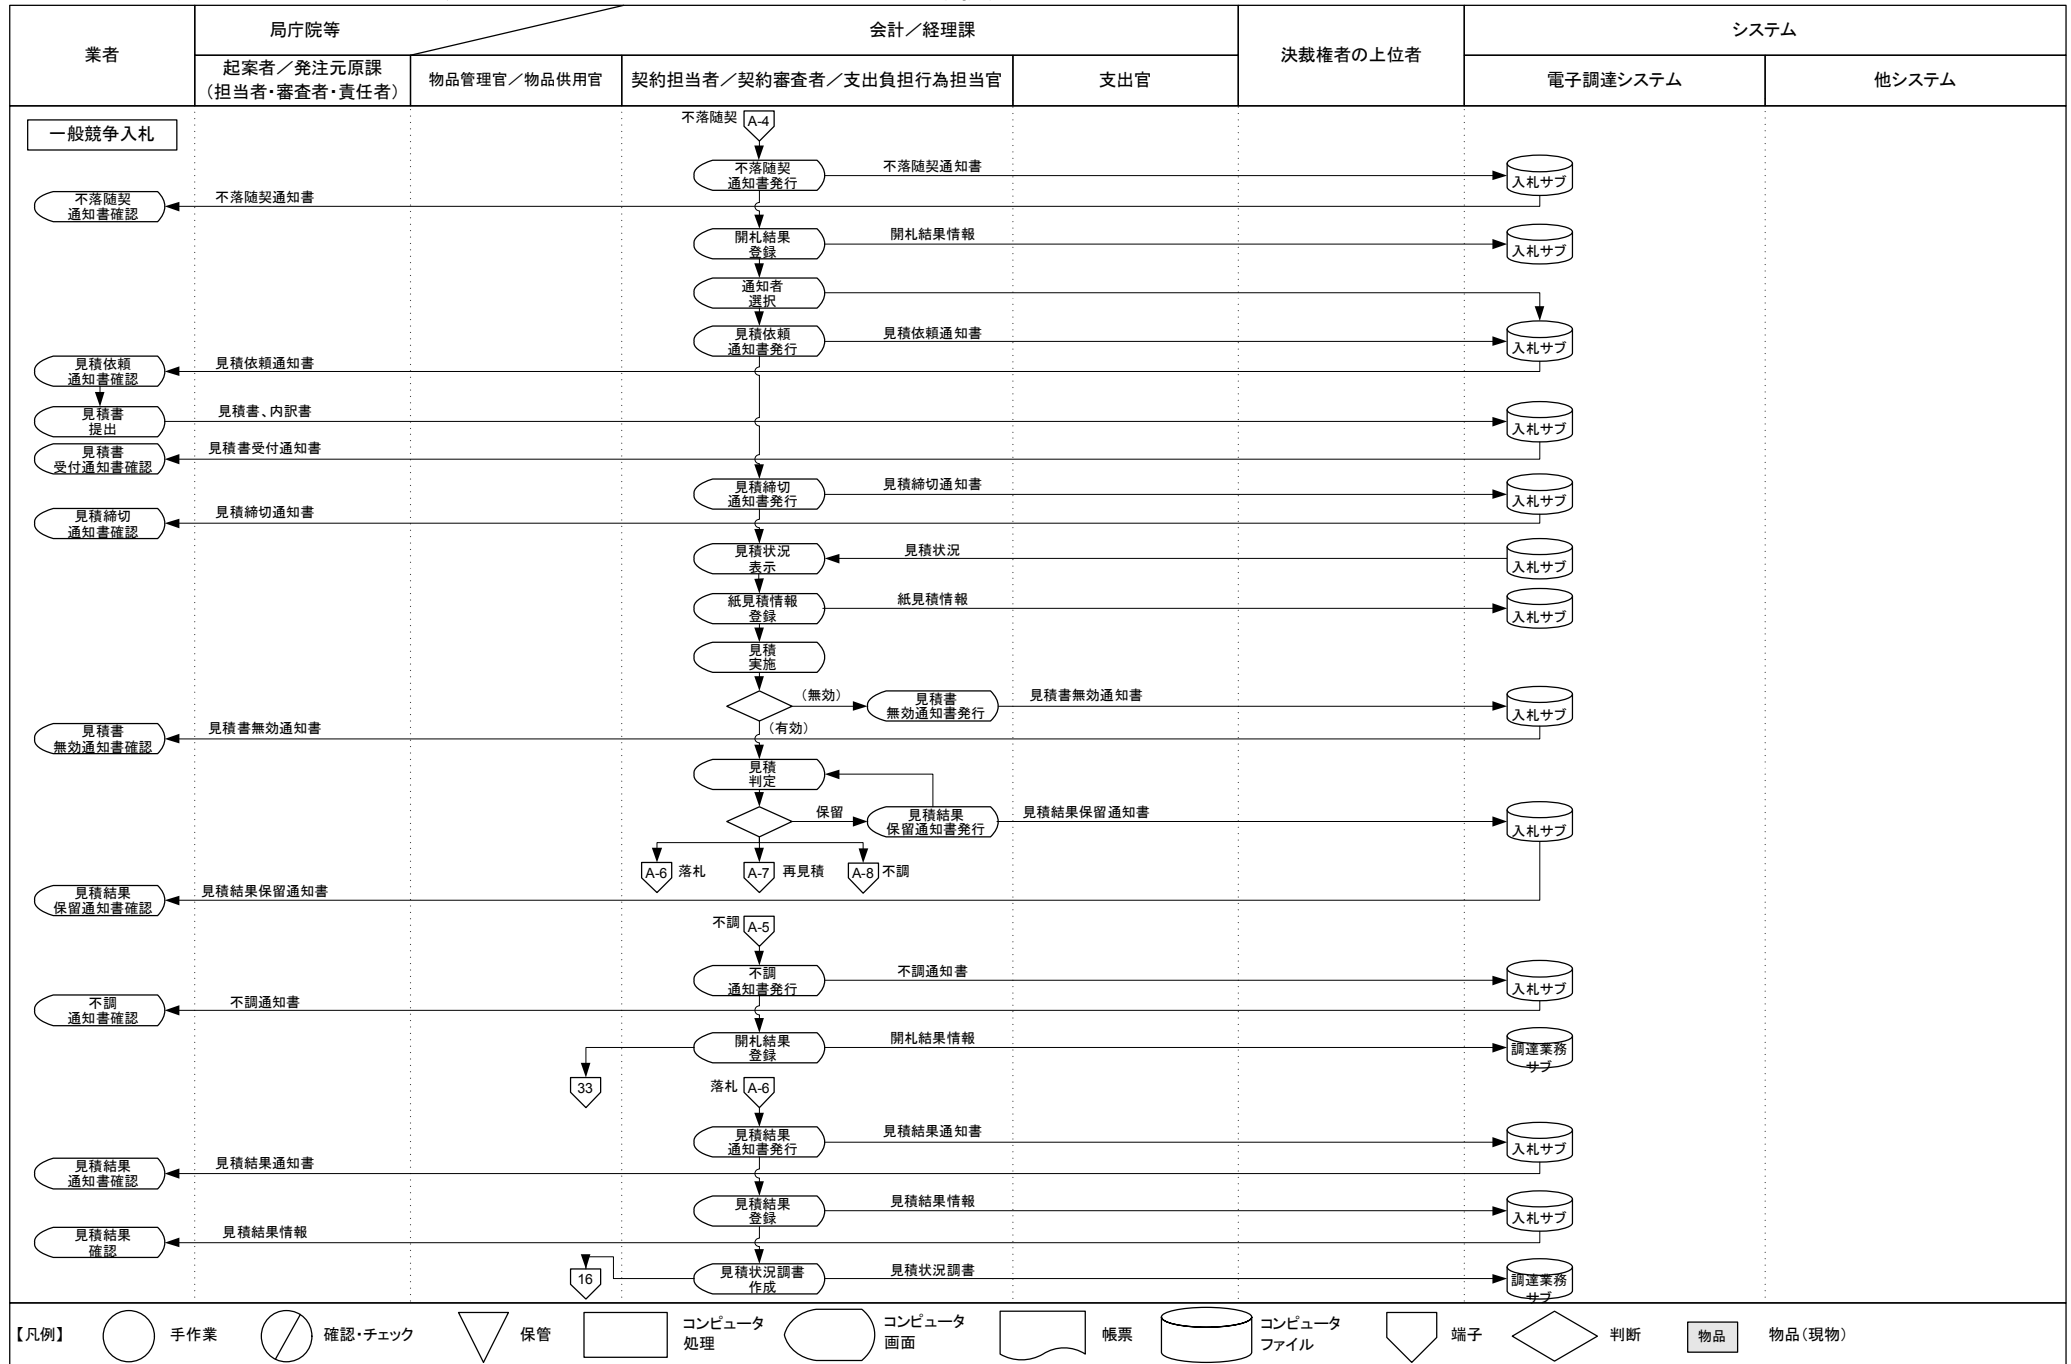 業者
局庁院等
会計／経理課
決裁権者の上位者
システム
起案者／発注元原課
（担当者・審査者・責任者）
物品管理官／物品供用官
契約担当者／契約審査者／支出負担行為担当官
支出官
電子調達システム
他システム
一般競争入札
不落随契
A-4
不落随契
通知書発行
不落随契通知書
入札サブ
不落随契
通知書確認
不落随契通知書
開札結果
登録
開札結果情報
入札サブ
通知者
選択
見積依頼
通知書発行
見積依頼通知書
入札サブ
見積依頼
通知書確認
見積依頼通知書
見積書
提出
見積書、内訳書
入札サブ
見積書
受付通知書確認
見積書受付通知書
見積締切
通知書発行
見積締切通知書
入札サブ
見積締切
通知書確認
見積締切通知書
見積状況
表示
見積状況
入札サブ
紙見積情報
登録
紙見積情報
入札サブ
見積
実施
（無効）
見積書
無効通知書発行
見積書無効通知書
入札サブ
（有効）
見積書
無効通知書確認
見積書無効通知書
見積
判定
保留
見積結果
保留通知書発行
見積結果保留通知書
入札サブ
A-6
落札
A-7
再見積
A-8
不調
見積結果
保留通知書確認
見積結果保留通知書
不調
A-5
不調
通知書発行
不調通知書
入札サブ
不調
通知書確認
不調通知書
開札結果
登録
開札結果情報
調達業務
サブ
33
落札
A-6
見積結果
通知書発行
見積結果通知書
入札サブ
見積結果
通知書確認
見積結果通知書
見積結果
登録
見積結果情報
入札サブ
見積結果
確認
見積結果情報
16
見積状況調書
作成
見積状況調書
調達業務
サブ
【凡例】
手作業
確認・チェック
保管
コンピュータ
処理
コンピュータ
画面
帳票
コンピュータ
ファイル
端子
判断
物品
物品（現物）